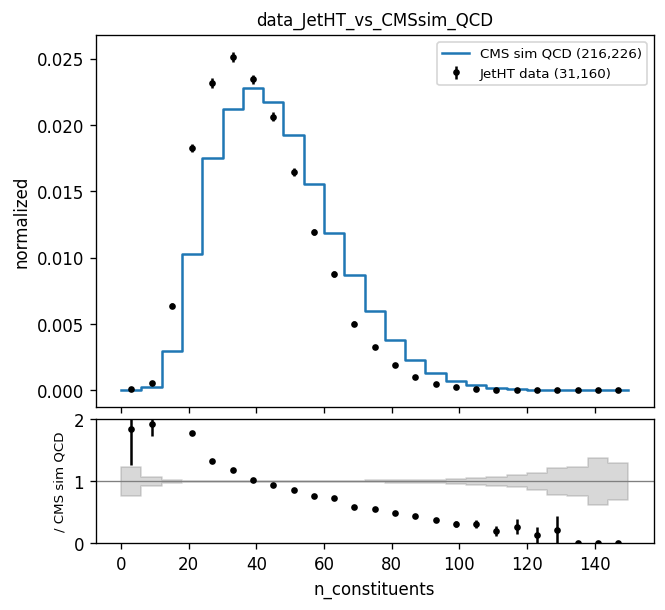 data_JetHT_vs_CMSsim_QCD
CMS sim QCD (216,226)
JetHT data (31,160)
normalized
0.025
0.020
0.015
0.010
0.005
0.000
/ CMS sim QCD
2
1
0
0 20 40 60 80 100 120 140
n_constituents